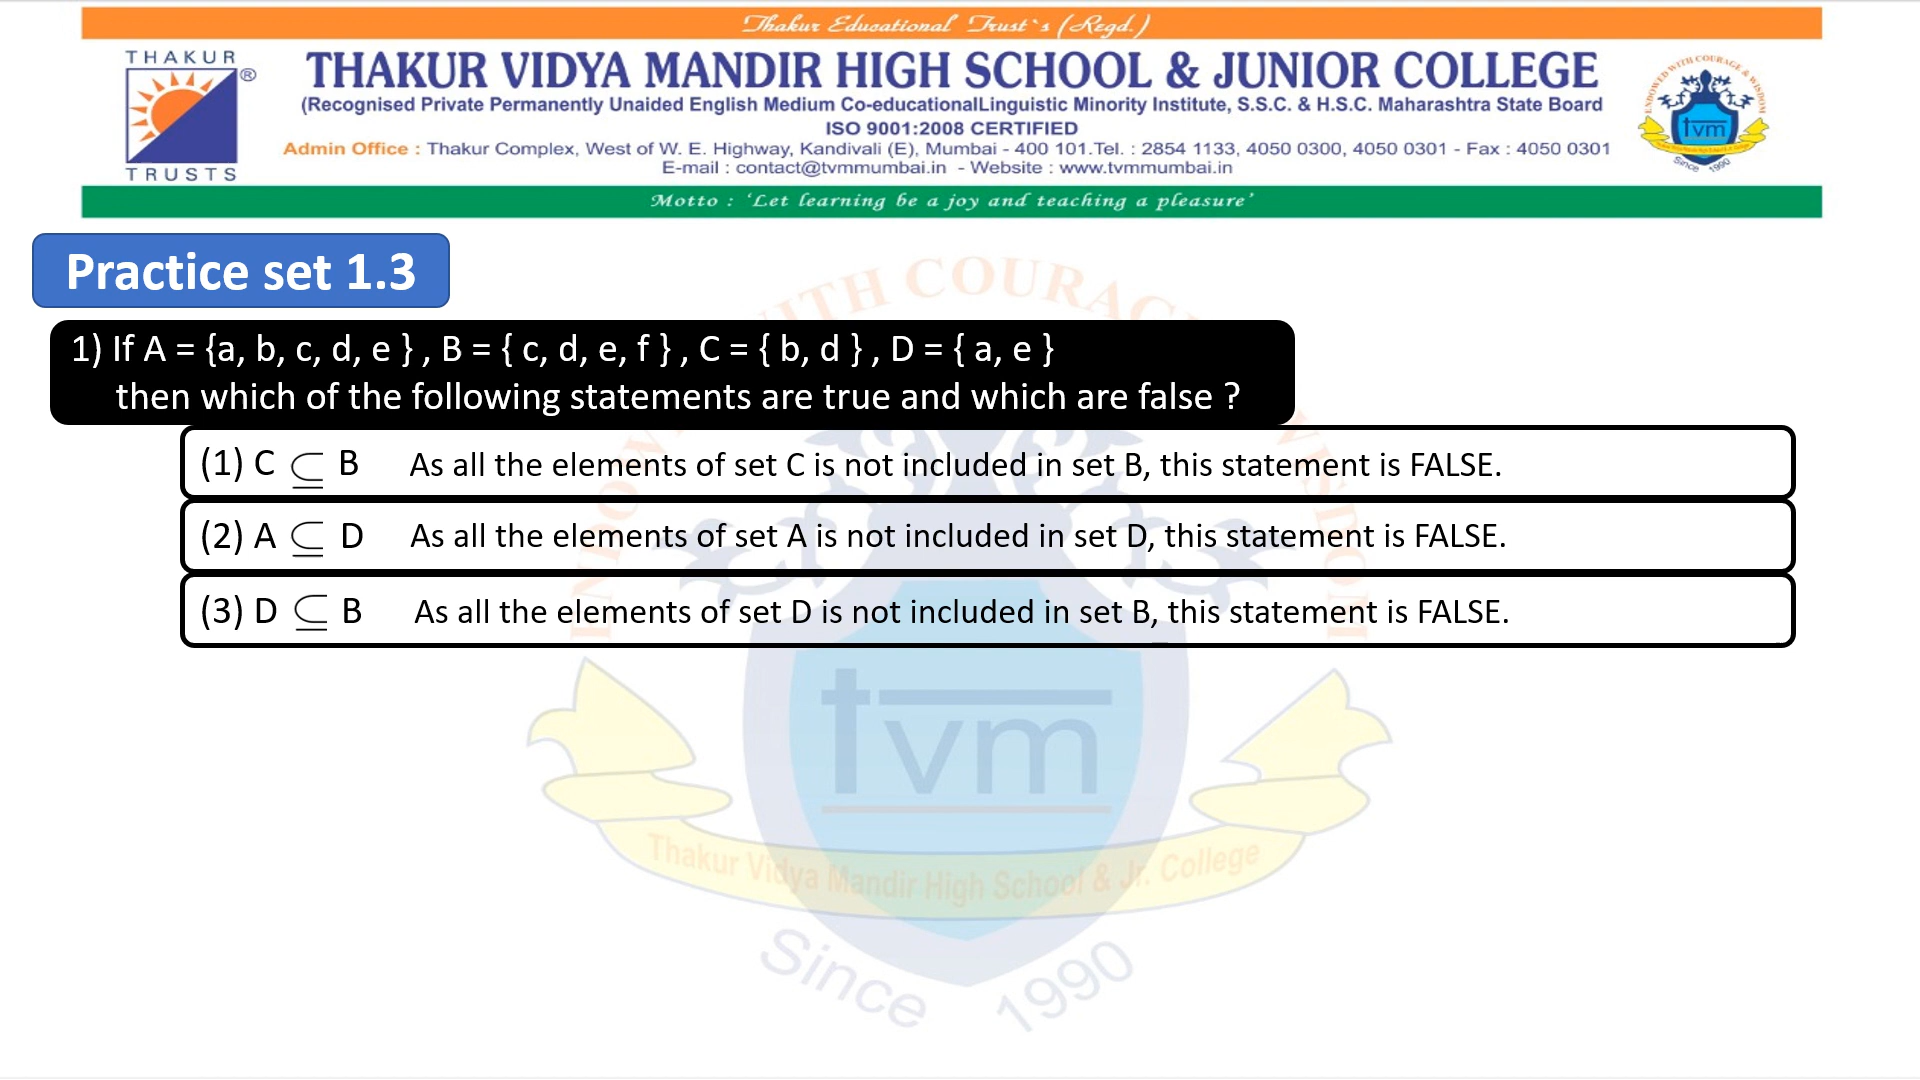 Thakur Educational Trust`s (Regd.)
THAKUR
®
TRUSTS
THAKUR VIDYA MANDIR HIGH SCHOOL & JUNIOR COLLEGE
(Recognised Private Permanently Unaided English Medium Co-educationalLinguistic Minority Institute, S.S.C. & H.S.C. Maharashtra State Board
ISO 9001:2008 CERTIFIED
Admin Office : Thakur Complex, West of W. E. Highway, Kandivali (E), Mumbai - 400 101.Tel. : 2854 1133, 4050 0300, 4050 0301 - Fax : 4050 0301
E-mail : contact@tvmmumbai.in - Website : www.tvmmumbai.in
ENDOWED WITH COURAGE & WISDOM
tvm
Since 1990
Motto : ‘Let learning be a joy and teaching a pleasure’
Practice set 1.3
1) If A = {a, b, c, d, e } , B = { c, d, e, f } , C = { b, d } , D = { a, e }
then which of the following statements are true and which are false ?
(1) C ⊆ B As all the elements of set C is not included in set B, this statement is FALSE.
(2) A ⊆ D As all the elements of set A is not included in set D, this statement is FALSE.
(3) D ⊆ B As all the elements of set D is not included in set B, this statement is FALSE.
tvm
Thakur Vidya Mandir High School & Jr. College
Since 1990